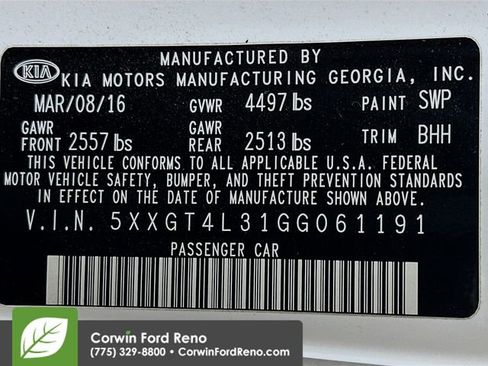 MANUFACTURED BY
KIA KIA MOTORS MANUFACTURING GEORGIA, INC.
MAR/08/16 GVWR 4497 lbs PAINT SWP
GAWR FRONT 2557 lbs GAWR REAR 2513 lbs TRIM BHH
THIS VEHICLE CONFORMS TO ALL APPLICABLE U.S.A. FEDERAL
MOTOR VEHICLE SAFETY, BUMPER, AND THEFT PREVENTION STANDARDS
IN EFFECT ON THE DATE OF MANUFACTURE SHOWN ABOVE.
V.I.N. 5XXGT4L31GG061191
PASSENGER CAR
Corwin Ford Reno
(775) 329-8800 • CorwinFordReno.com